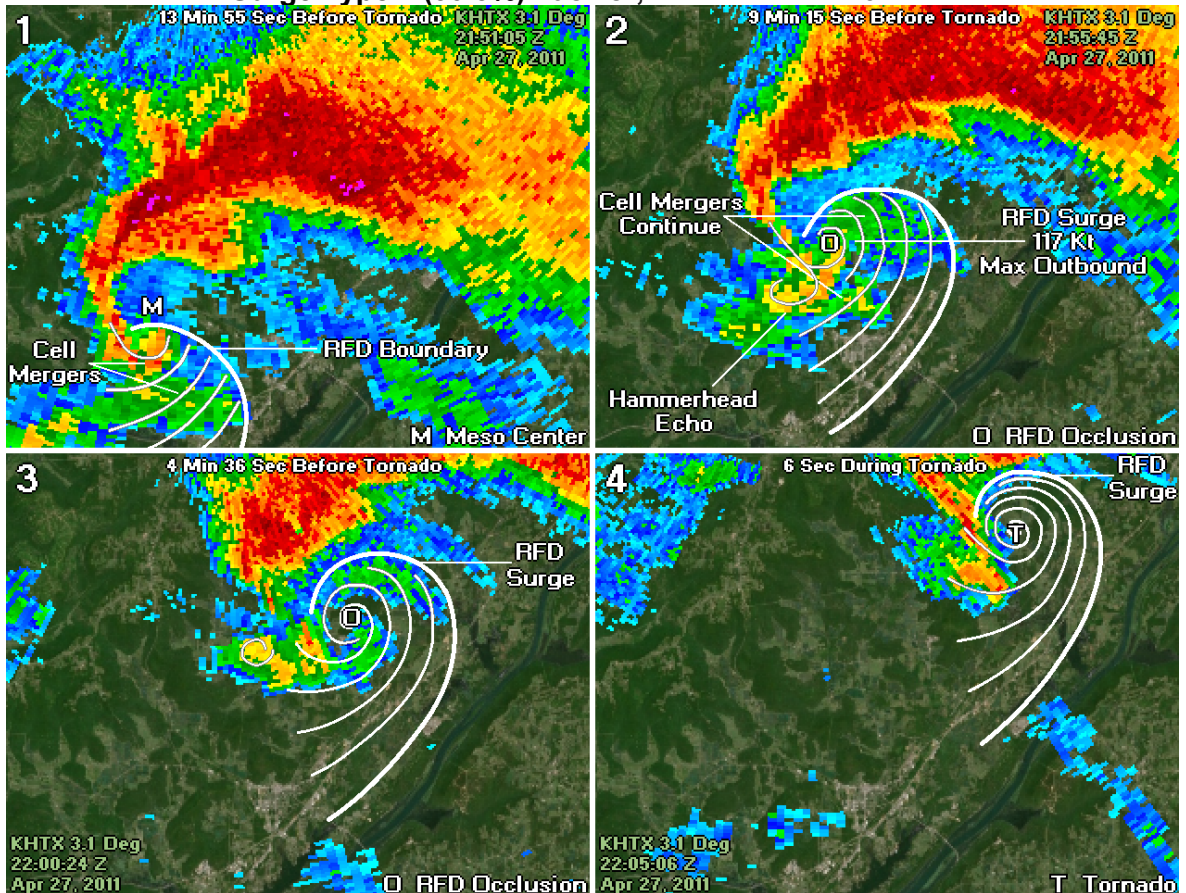 1
13 Min 55 Sec Before Tornado
KHTX 3.1 Deg
21:51:05 Z
Apr 27, 2011
M
Cell
Mergers
RFD Boundary
M Meso Center
2
9 Min 15 Sec Before Tornado
KHTX 3.1 Deg
21:55:45 Z
Apr 27, 2011
Cell Mergers
Continue
O
RFD Surge
117 Kt
Max Outbound
Hammerhead
Echo
O RFD Occlusion
3
4 Min 36 Sec Before Tornado
RFD
Surge
O
KHTX 3.1 Deg
22:00:24 Z
Apr 27, 2011
O RFD Occlusion
4
6 Sec During Tornado
RFD
Surge
T
KHTX 3.1 Deg
22:05:06 Z
Apr 27, 2011
T Tornado